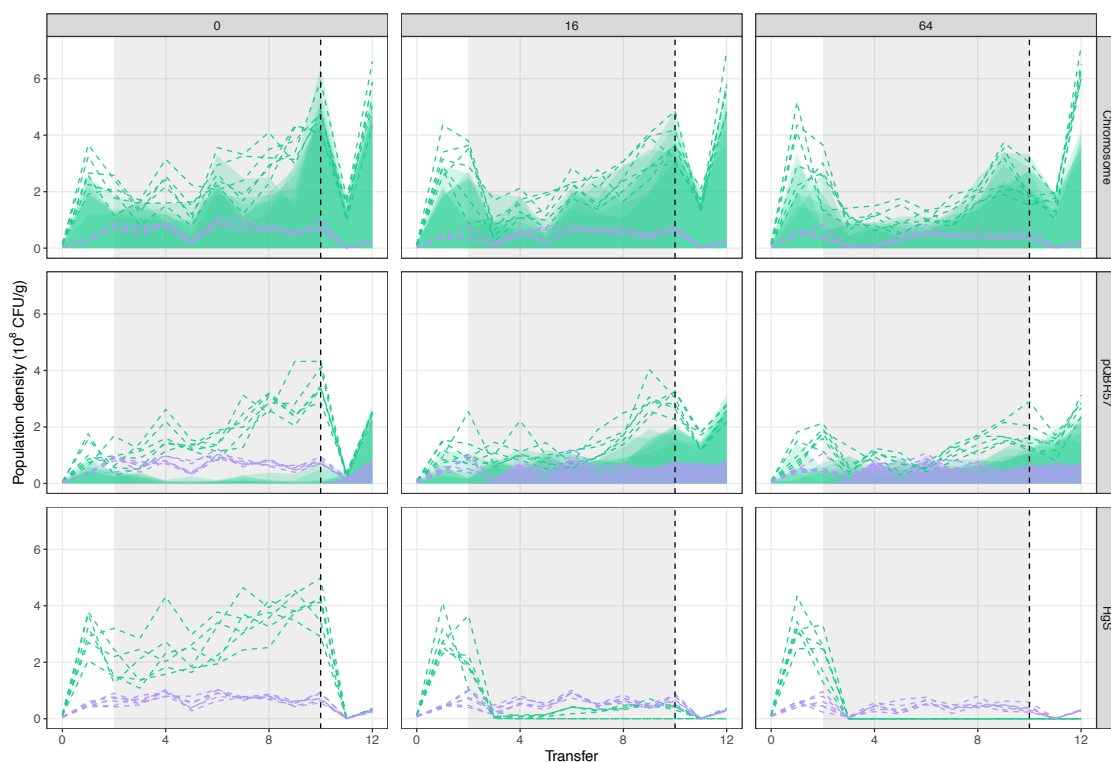 0 16 64
Population density (10⁸ CFU/g)
0 2 4 6
Chromosome
0 2 4 6
pQBR57
0 2 4 6
HgS
0 4 8 12 0 4 8 12 0 4 8 12
Transfer